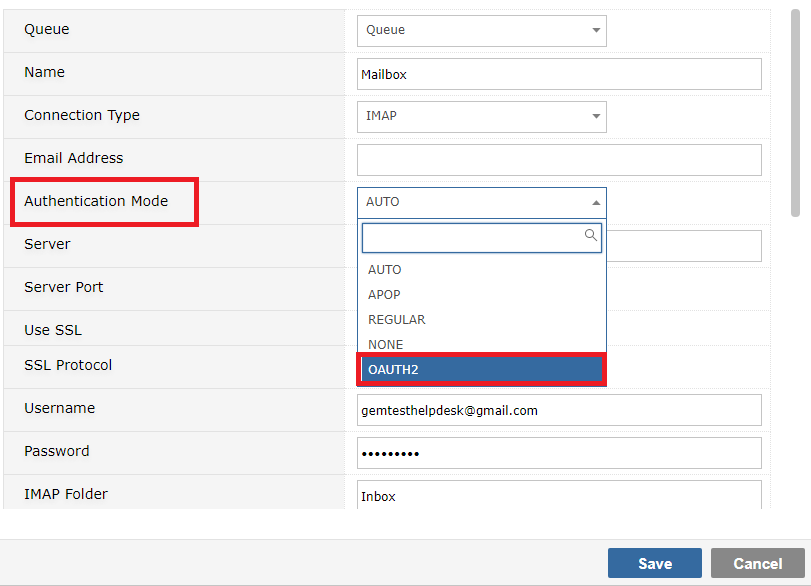 Queue Queue
Name Mailbox
Connection Type IMAP
Email Address
Authentication Mode AUTO
Server
AUTO
Server Port
APOP
REGULAR
Use SSL
NONE
SSL Protocol
OAUTH2
Username gemtesthelpdesk@gmail.com
Password •••••••••
IMAP Folder Inbox
Save Cancel